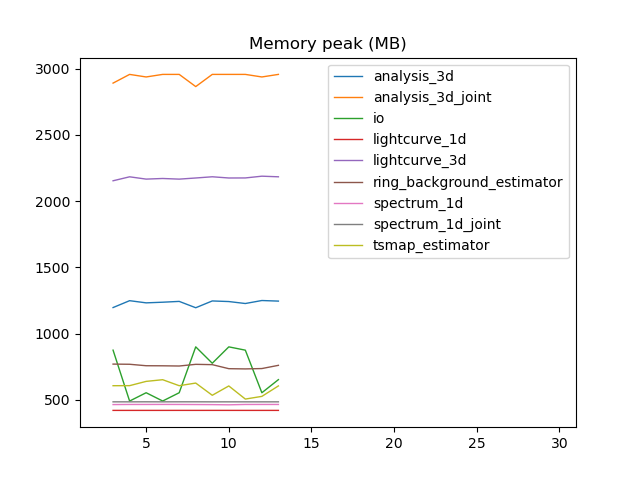 Memory peak (MB)
3000
2500
2000
1500
1000
500
5
10
15
20
25
30
analysis_3d
analysis_3d_joint
io
lightcurve_1d
lightcurve_3d
ring_background_estimator
spectrum_1d
spectrum_1d_joint
tsmap_estimator